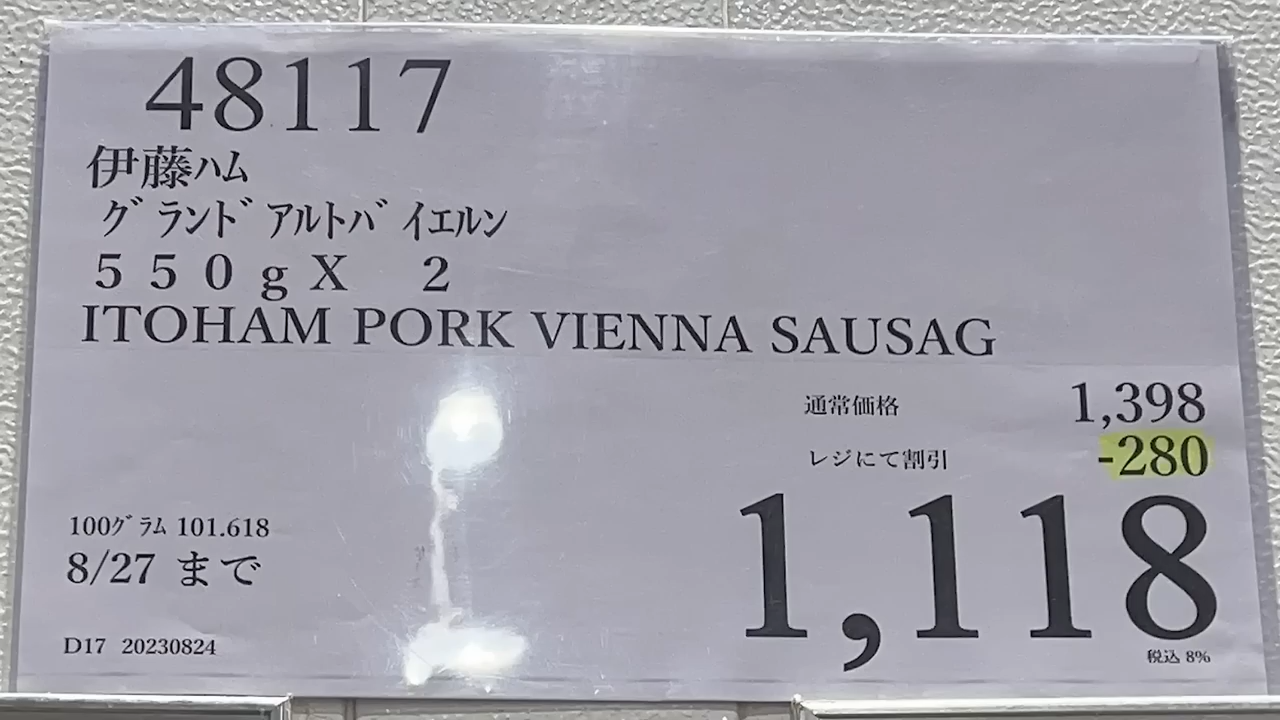 48117
伊藤ﾊﾑ
ｸﾞﾗﾝﾄﾞｱﾙﾄﾊﾞｲｴﾙﾝ
５５０ｇＸ　２
ITOHAM PORK VIENNA SAUSAG
通常価格 1,398
レジにて割引 -280
1,118
100ｸﾞﾗﾑ 101.618
8/27 まで
D17 20230824
税込 8%